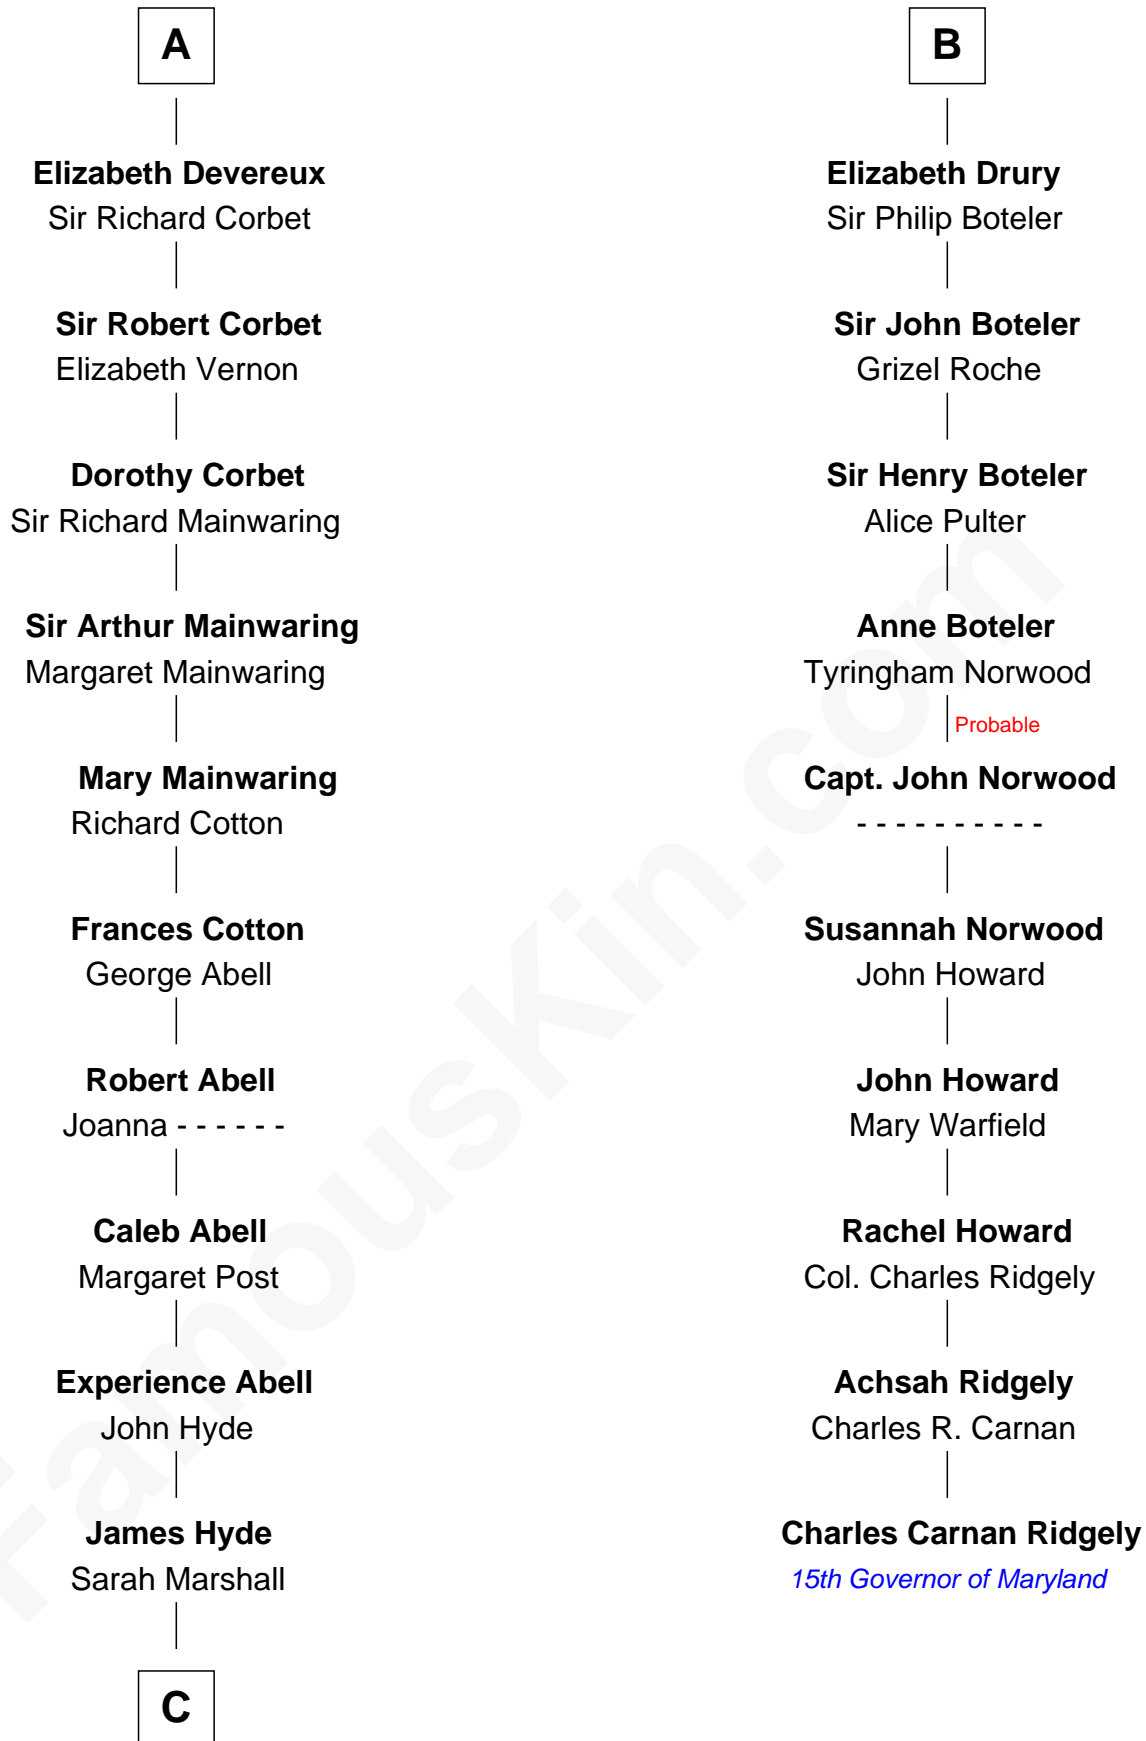 A
Elizabeth Devereux
Sir Richard Corbet
Sir Robert Corbet
Elizabeth Vernon
Dorothy Corbet
Sir Richard Mainwaring
Sir Arthur Mainwaring
Margaret Mainwaring
Mary Mainwaring
Richard Cotton
Frances Cotton
George Abell
Robert Abell
Joanna - - - - - -
Caleb Abell
Margaret Post
Experience Abell
John Hyde
James Hyde
Sarah Marshall
C
B
Elizabeth Drury
Sir Philip Boteler
Sir John Boteler
Grizel Roche
Sir Henry Boteler
Alice Pulter
Anne Boteler
Tyringham Norwood
Probable
Capt. John Norwood
- - - - - - - - - -
Susannah Norwood
John Howard
John Howard
Mary Warfield
Rachel Howard
Col. Charles Ridgely
Achsah Ridgely
Charles R. Carnan
Charles Carnan Ridgely
15th Governor of Maryland
FamousKin.com